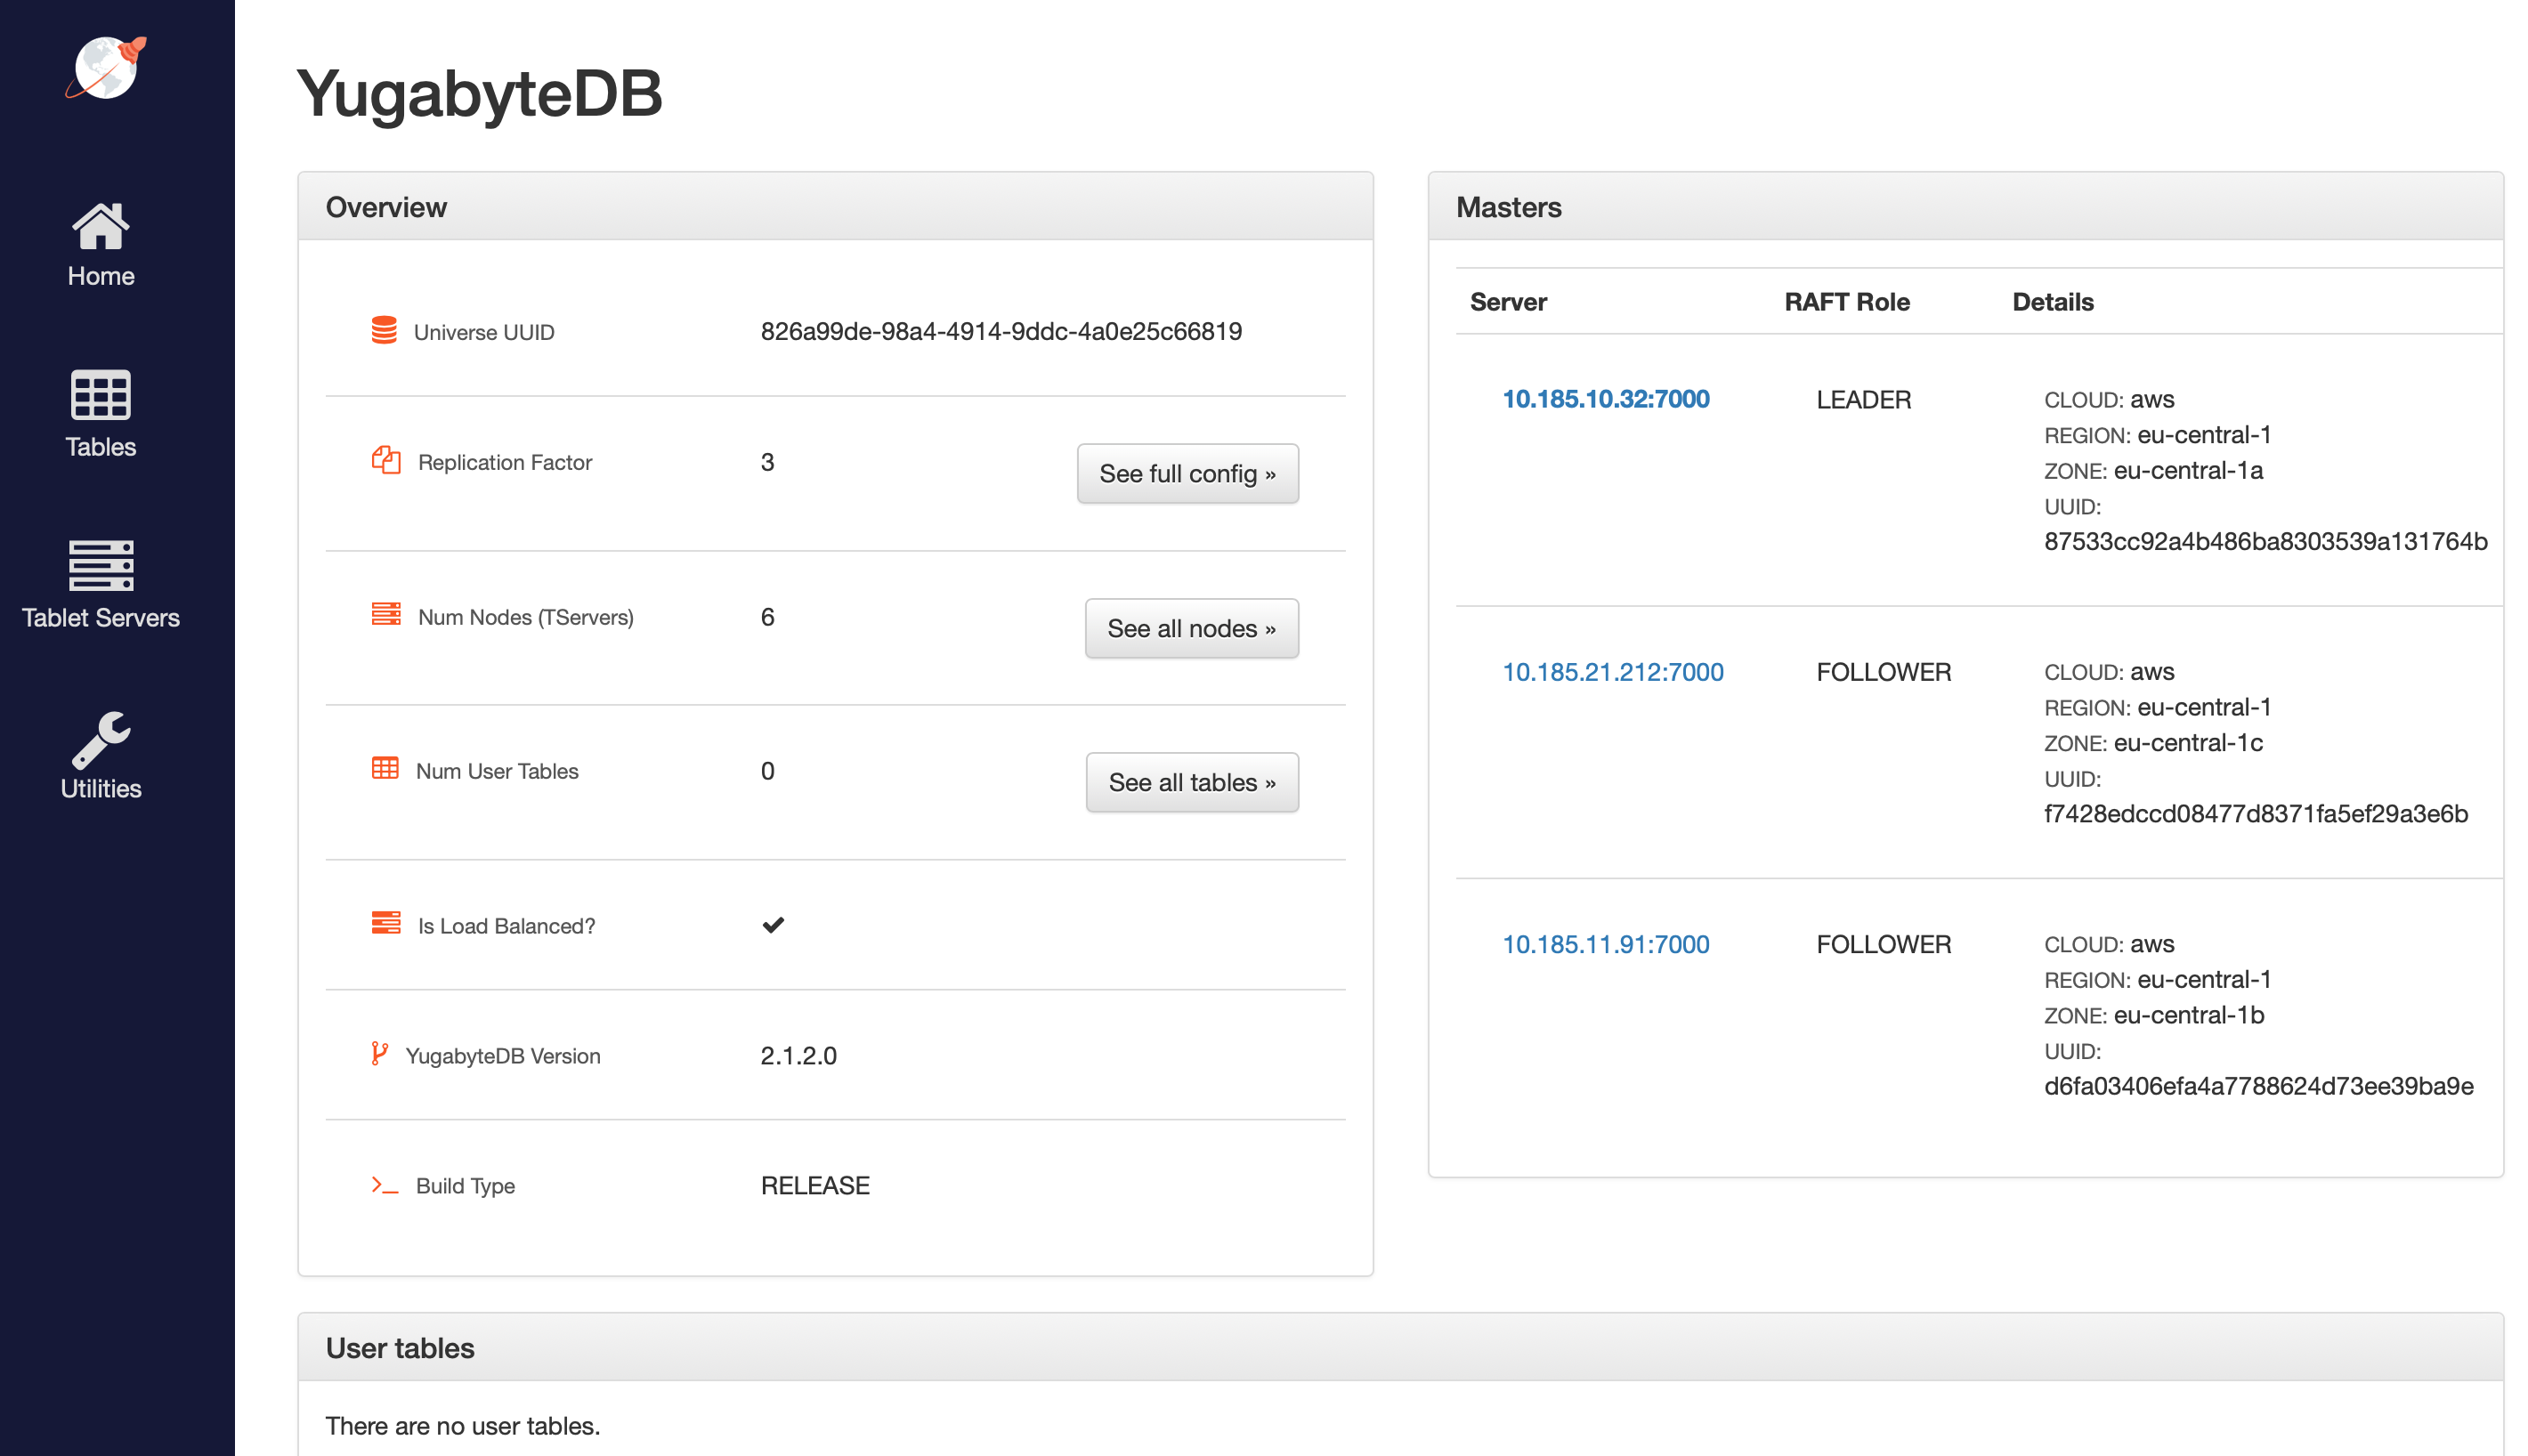 Home
Tables
Tablet Servers
Utilities
YugabyteDB
Overview
Universe UUID 826a99de-98a4-4914-9ddc-4a0e25c66819
Replication Factor 3 See full config »
Num Nodes (TServers) 6 See all nodes »
Num User Tables 0 See all tables »
Is Load Balanced? ✔
YugabyteDB Version 2.1.2.0
Build Type RELEASE
Masters
Server RAFT Role Details
10.185.10.32:7000 LEADER CLOUD: aws
REGION: eu-central-1
ZONE: eu-central-1a
UUID:
87533cc92a4b486ba8303539a131764b
10.185.21.212:7000 FOLLOWER CLOUD: aws
REGION: eu-central-1
ZONE: eu-central-1c
UUID:
f7428edccd08477d8371fa5ef29a3e6b
10.185.11.91:7000 FOLLOWER CLOUD: aws
REGION: eu-central-1
ZONE: eu-central-1b
UUID:
d6fa03406efa4a7788624d73ee39ba9e
User tables
There are no user tables.